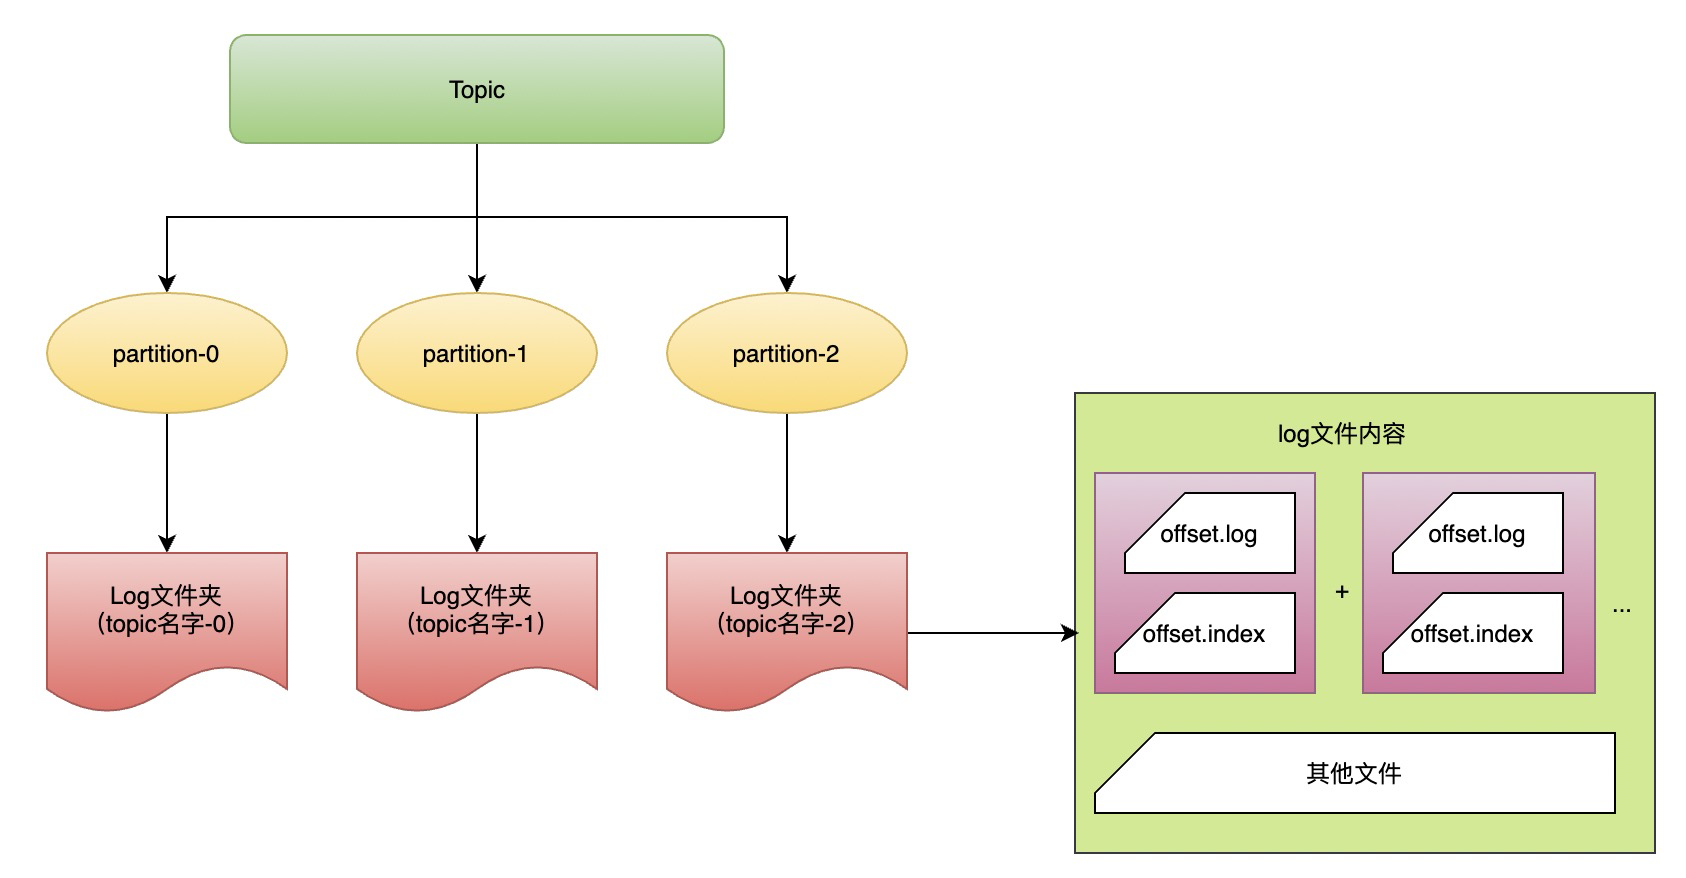 Topic
partition-0
partition-1
partition-2
Log文件夹
（topic名字-0）
Log文件夹
（topic名字-1）
Log文件夹
（topic名字-2）
log文件内容
offset.log
offset.index
+
offset.log
offset.index
...
其他文件